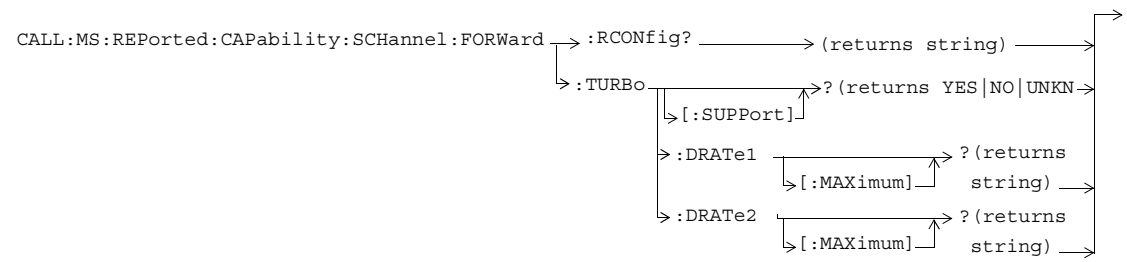 CALL:MS:REPorted:CAPability:SCHannel:FORWard :RCONfig? (returns string)
:TURBo ?(returns YES|NO|UNKN
[:SUPPort]
:DRATe1 ?(returns
[:MAXimum] string)
:DRATe2 ?(returns
[:MAXimum] string)